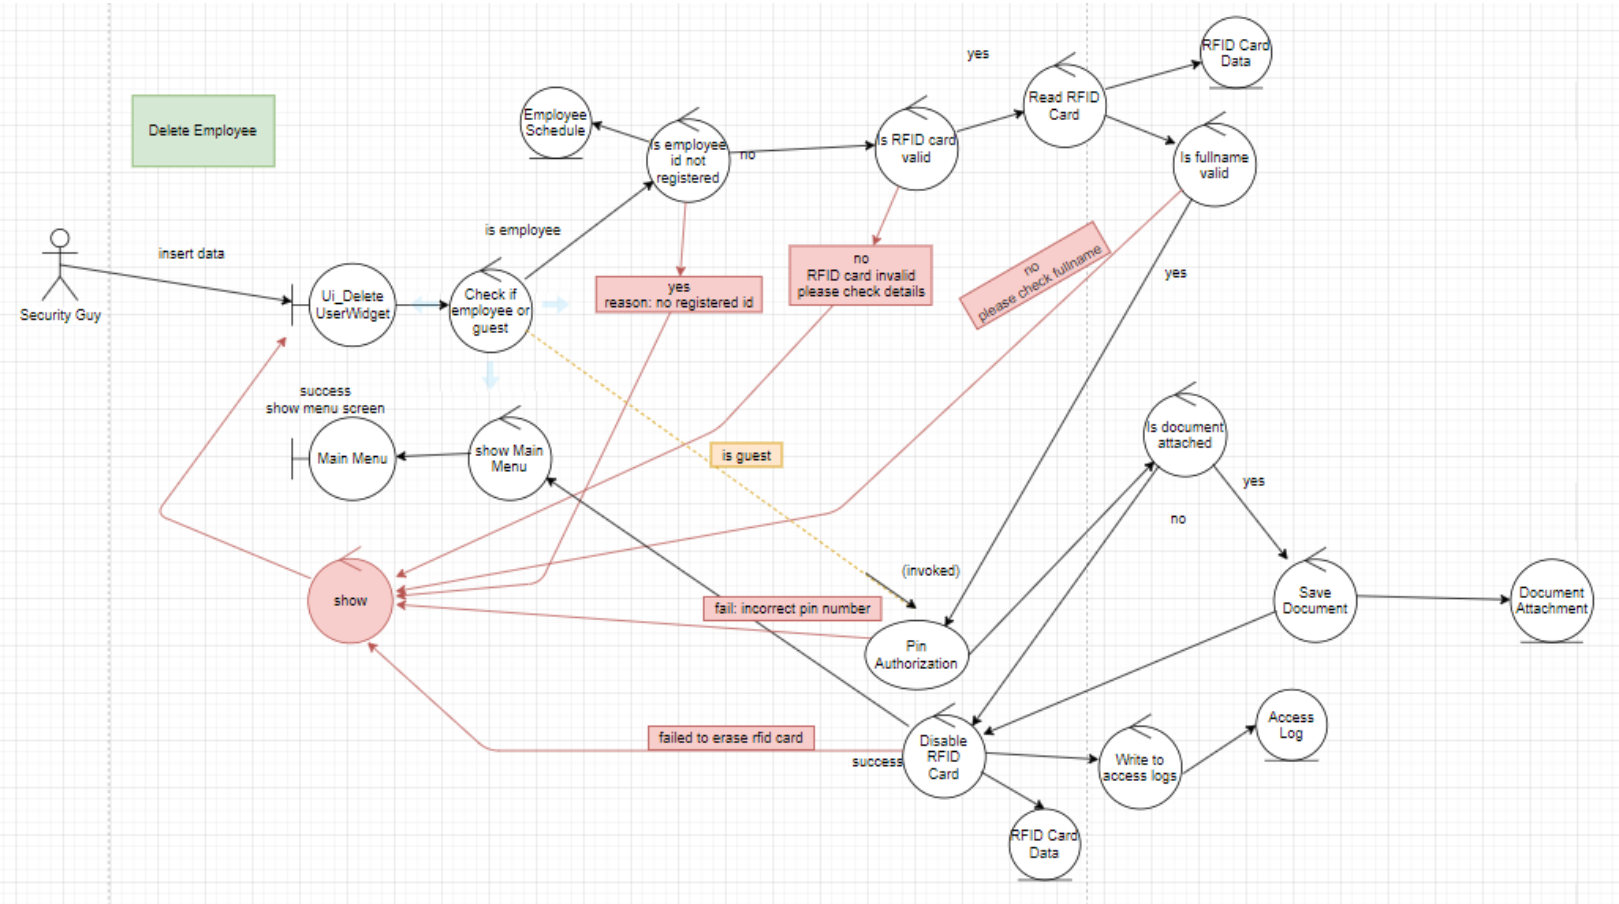 yes
RFID Card
Data
Read RFID
Card
Employee
Schedule
Delete Employee
Is employee
id not
registered
no
Is RFID card
valid
Is fullname
valid
is employee
insert data
Security Guy
Ui_Delete
UserWidget
Check if
employee or
guest
yes
reason: no registered id
no
RFID card invalid
please check details
no
please check fullname
yes
success
show menu screen
Main Menu
show Main
Menu
is guest
Is document
attached
yes
no
(invoked)
show
fail: incorrect pin number
Pin
Authorization
Save
Document
Document
Attachment
failed to erase rfid card
success
Disable
RFID
Card
Write to
access logs
Access
Log
RFID Card
Data